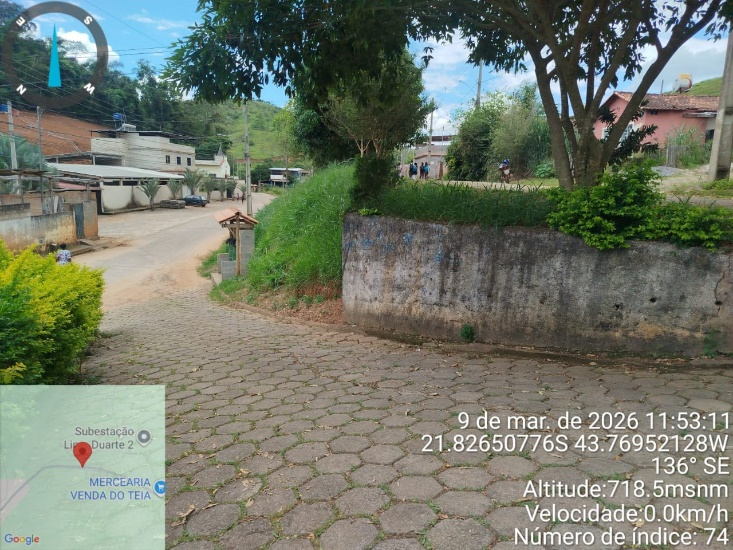 S
E
W
9 de mar. de 2026 11:53:11
21.82650776S 43.76952128W
136° SE
Altitude:718.5msnm
Velocidade:0.0km/h
Número de índice: 74
Subestação
Lima Duarte 2
MERCEARIA
VENDA DO TEIA
Google